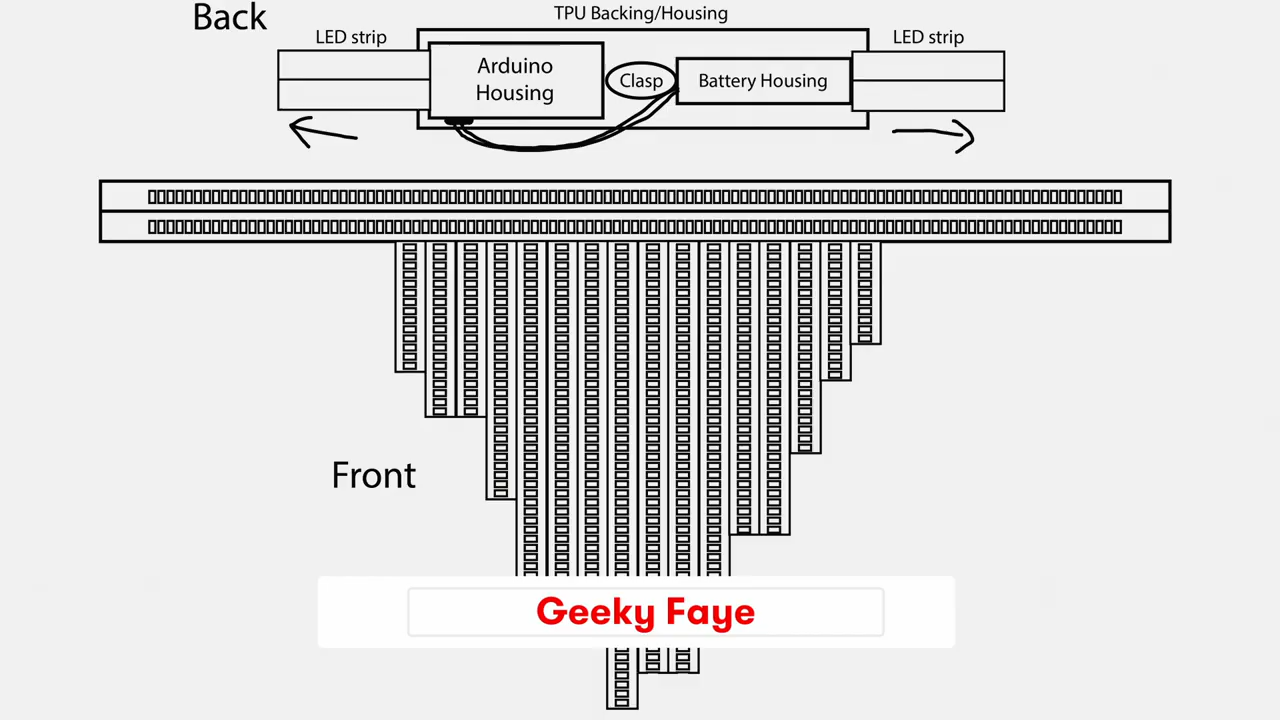 Back
TPU Backing/Housing
LED strip
LED strip
Arduino
Housing
Clasp
Battery Housing
Front
Geeky Faye